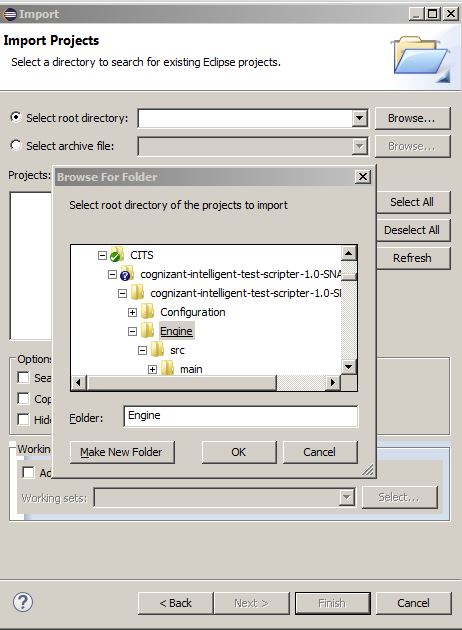 Import
Import Projects
Select a directory to search for existing Eclipse projects.
Select root directory:
Browse...
Select archive file:
Browse...
Projects:
Select All
Deselect All
Refresh
Browse For Folder
Select root directory of the projects to import
CITS
cognizant-intelligent-test-scripter-1.0-SNA
cognizant-intelligent-test-scripter-1.0-SI
Configuration
Engine
src
main
Folder: Engine
Make New Folder OK Cancel
Options
Sea
Cop
Hide
Working
Ad
Working sets:
Select...
?
< Back Next > Finish Cancel